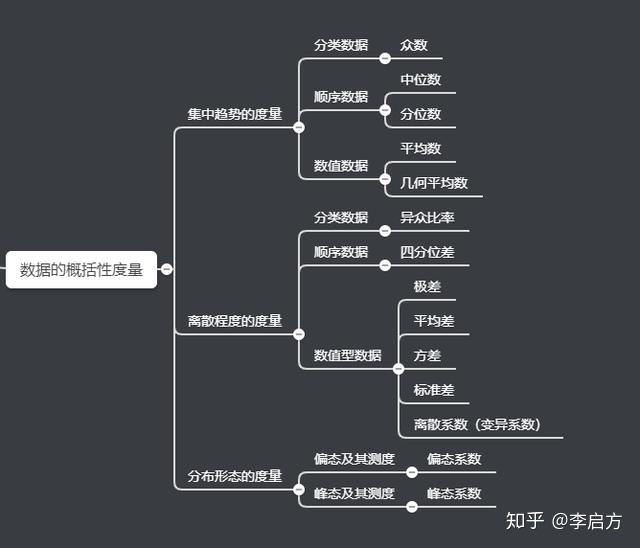 分类数据
众数
中位数
顺序数据
分位数
集中趋势的度量
平均数
数值数据
几何平均数
分类数据
异众比率
顺序数据
四分位差
数据的概括性度量
极差
离散程度的度量
平均差
数值型数据
方差
标准差
离散系数（变异系数）
偏态及其测度
偏态系数
分布形态的度量
峰态及其测度
峰态系数
知乎 @李启方